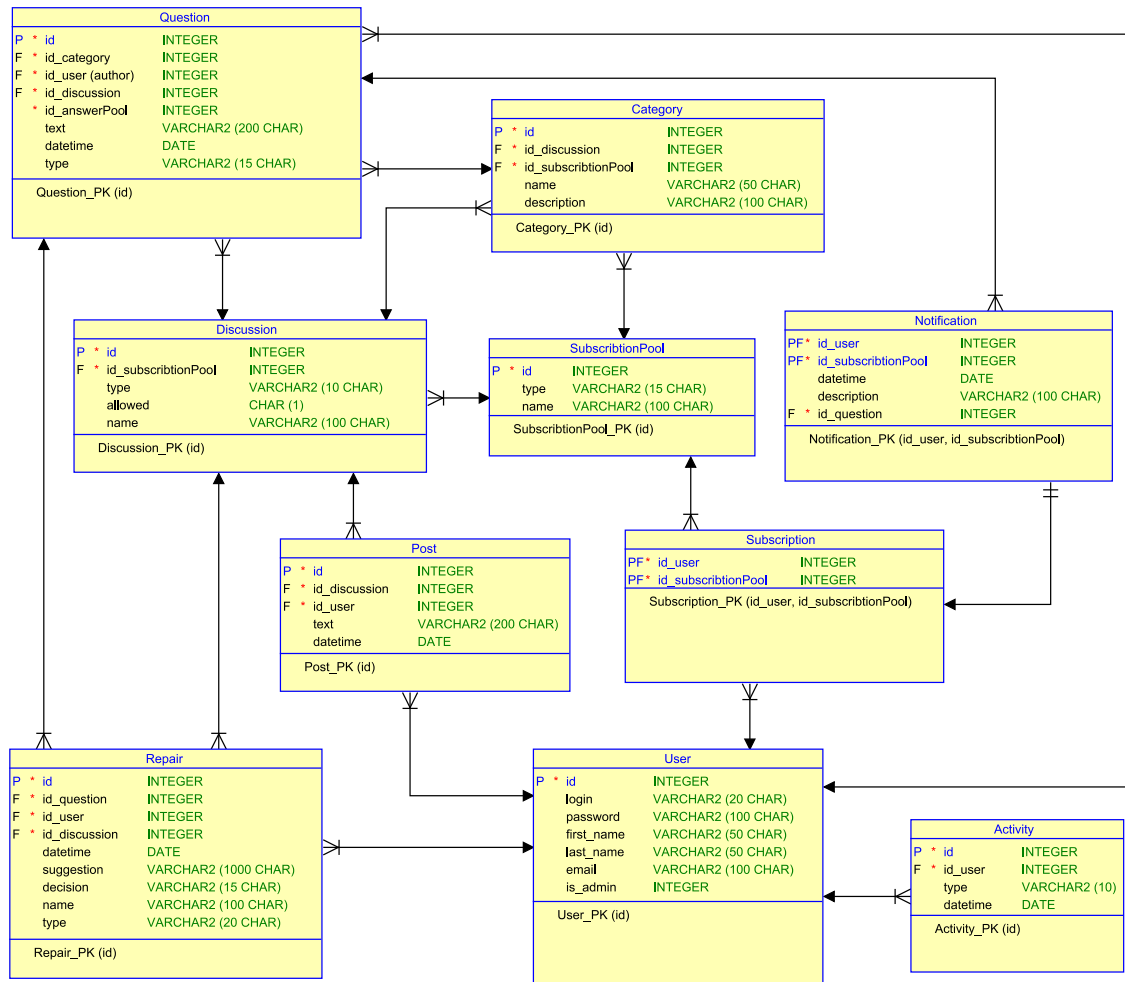 Question
P * id INTEGER
F * id_category INTEGER
F * id_user (author) INTEGER
F * id_discussion INTEGER
* id_answerPool INTEGER
text VARCHAR2 (200 CHAR)
datetime DATE
type VARCHAR2 (15 CHAR)
Question_PK (id)
Category
P * id INTEGER
F * id_discussion INTEGER
F * id_subscribtionPool INTEGER
name VARCHAR2 (50 CHAR)
description VARCHAR2 (100 CHAR)
Category_PK (id)
Discussion
P * id INTEGER
F * id_subscribtionPool INTEGER
type VARCHAR2 (10 CHAR)
allowed CHAR (1)
name VARCHAR2 (100 CHAR)
Discussion_PK (id)
SubscribtionPool
P * id INTEGER
type VARCHAR2 (15 CHAR)
name VARCHAR2 (100 CHAR)
SubscribtionPool_PK (id)
Notification
PF* id_user INTEGER
PF* id_subscribtionPool INTEGER
datetime DATE
description VARCHAR2 (100 CHAR)
F * id_question INTEGER
Notification_PK (id_user, id_subscribtionPool)
Post
P * id INTEGER
F * id_discussion INTEGER
F * id_user INTEGER
text VARCHAR2 (200 CHAR)
datetime DATE
Post_PK (id)
Subscription
PF* id_user INTEGER
PF* id_subscribtionPool INTEGER
Subscription_PK (id_user, id_subscribtionPool)
Repair
P * id INTEGER
F * id_question INTEGER
F * id_user INTEGER
F * id_discussion INTEGER
datetime DATE
suggestion VARCHAR2 (1000 CHAR)
decision VARCHAR2 (15 CHAR)
name VARCHAR2 (100 CHAR)
type VARCHAR2 (20 CHAR)
Repair_PK (id)
User
P * id INTEGER
login VARCHAR2 (20 CHAR)
password VARCHAR2 (100 CHAR)
first_name VARCHAR2 (50 CHAR)
last_name VARCHAR2 (50 CHAR)
email VARCHAR2 (100 CHAR)
is_admin INTEGER
User_PK (id)
Activity
P * id INTEGER
F * id_user INTEGER
type VARCHAR2 (10)
datetime DATE
Activity_PK (id)